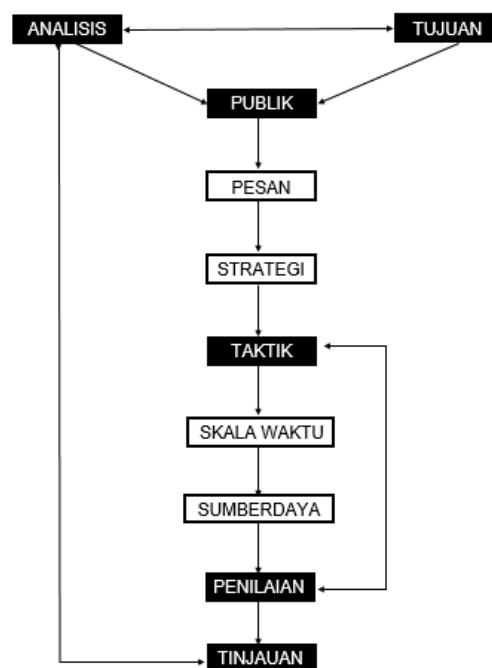 ANALISIS
TUJUAN
PUBLIK
PESAN
STRATEGI
TAKTIK
SKALA WAKTU
SUMBERDAYA
PENILAIAN
TINJAUAN